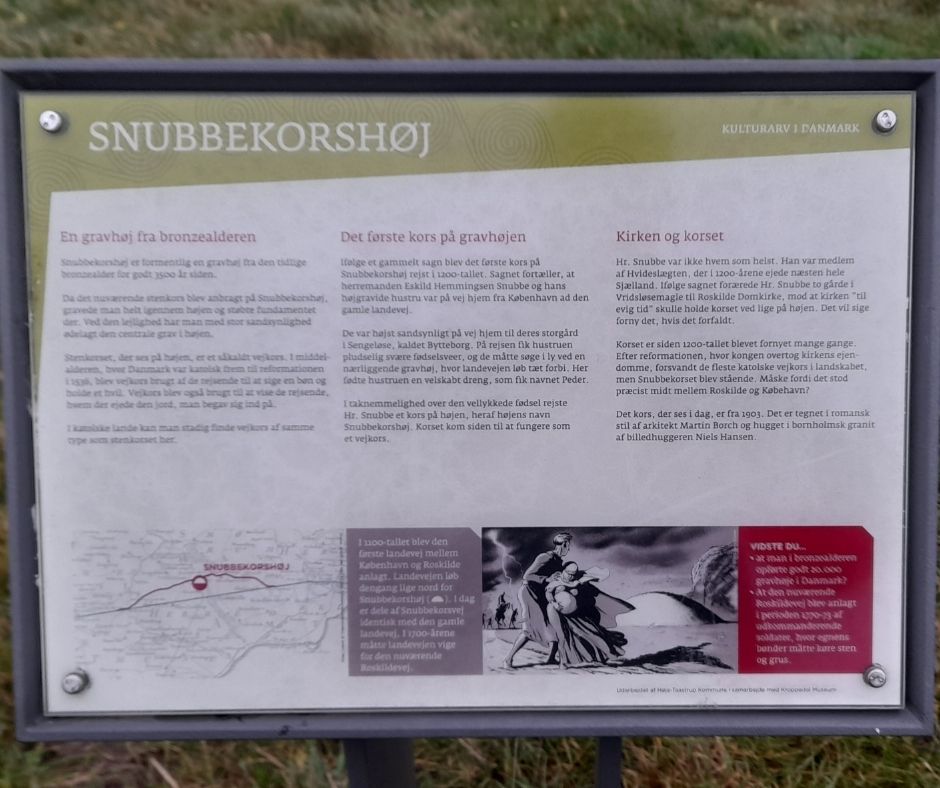 SNUBBEKORSHØJ
KULTURARV I DANMARK
En gravhøj fra bronzealderen
Snubbekorshøj er formentlig en gravhøj fra den tidlige
bronzealder for godt 3500 år siden.
Da det nuværende stenkors blev anbragt på Snubbekorshøj,
gravede man helt igennem højen og støbte fundamentet
der. Ved den lejlighed har man med stor sandsynlighed
ødelagt den centrale grav i højen.
Stenkorset, der ses på højen, er et såkaldt vejkors. I middel-
alderen, hvor Danmark var katolsk frem til reformationen
i 1536, blev vejkors brugt af de rejsende til at sige en bøn og
holde et hvil. Vejkors blev også brugt til at vise de rejsende,
hvem der ejede den jord, man begav sig ind på.
I katolske lande kan man stadig finde vejkors af samme
type som stenkorset her.
Det første kors på gravhøjen
Ifølge et gammelt sagn blev det første kors på
Snubbekorshøj rejst i 1200-tallet. Sagnet fortæller, at
herremanden Eskild Hemmingsen Snubbe og hans
højgravide hustru var på vej hjem fra København ad den
gamle landevej.
De var højst sandsynligt på vej hjem til deres storgård
i Sengeløse, kaldet Bytteborg. På rejsen fik hustruen
pludselig svære fødselsveer, og de måtte søge i ly ved en
nærliggende gravhøj, hvor landevejen løb tæt forbi. Her
fødte hustruen en velskabt dreng, som fik navnet Peder.
I taknemmelighed over den vellykkede fødsel rejste
Hr. Snubbe et kors på højen, heraf højens navn
Snubbekorshøj. Korset kom siden til at fungere som
et vejkors.
Kirken og korset
Hr. Snubbe var ikke hvem som helst. Han var medlem
af Hvideslægten, der i 1200-årene ejede næsten hele
Sjælland. Ifølge sagnet forærede Hr. Snubbe to gårde i
Vridsløsemagle til Roskilde Domkirke, mod at kirken "til
evig tid" skulle holde korset ved lige på højen. Det vil sige
forny det, hvis det forfaldt.
Korset er siden 1200-tallet blevet fornyet mange gange.
Efter reformationen, hvor kongen overtog kirkens ejen-
domme, forsvandt de fleste katolske vejkors i landskabet,
men Snubbekorset blev stående. Måske fordi det stod
præcist midt mellem Roskilde og Købehavn?
Det kors, der ses i dag, er fra 1903. Det er tegnet i romansk
stil af arkitekt Martin Borch og hugget i bornholmsk granit
af billedhuggeren Niels Hansen.
SNUBBEKORSHØJ
I 1100-tallet blev den
første landevej mellem
København og Roskilde
anlagt. Landevejen løb
dengang lige nord for
Snubbekorshøj ( ). I dag
er dele af Snubbekorsvej
identisk med den gamle
landevej. I 1700-årene
måtte landevejen vige
for den nuværende
Roskildevej.
VIDSTE DU...
• at man i bronzealderen
opførte godt 20.000
gravhøje i Danmark?
• At den nuværende
Roskildevej blev anlagt
i perioden 1770-73 af
udkommanderende
soldater, hvor egnens
bønder måtte køre sten
og grus.
Udarbejdet af Høje-Taastrup Kommune i samarbejde med Kroppedal Museum